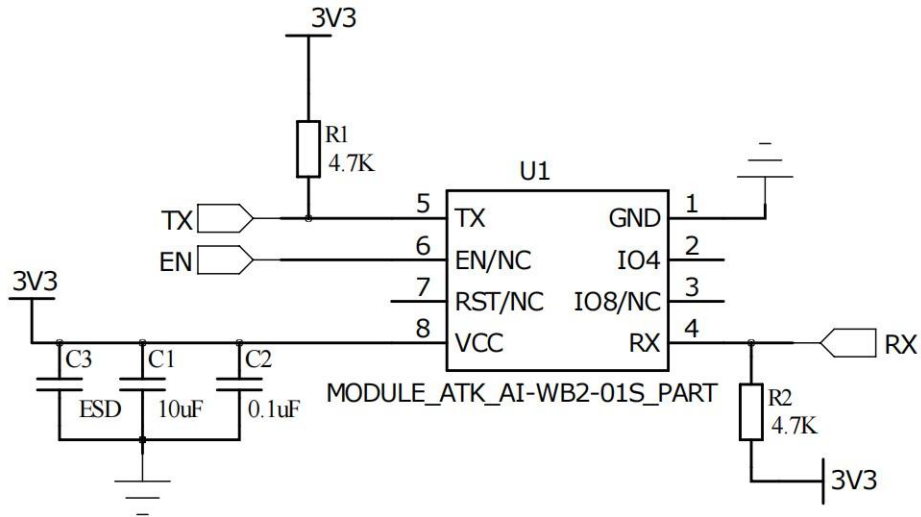 3V3
R1
4.7K
U1
TX
5
TX
GND
1
EN
6
EN/NC
IO4
2
3V3
7
RST/NC
IO8/NC
3
8
VCC
RX
4
RX
C3
C1
C2
ESD
10uF
0.1uF
MODULE_ATK_AI-WB2-01S_PART
R2
4.7K
3V3